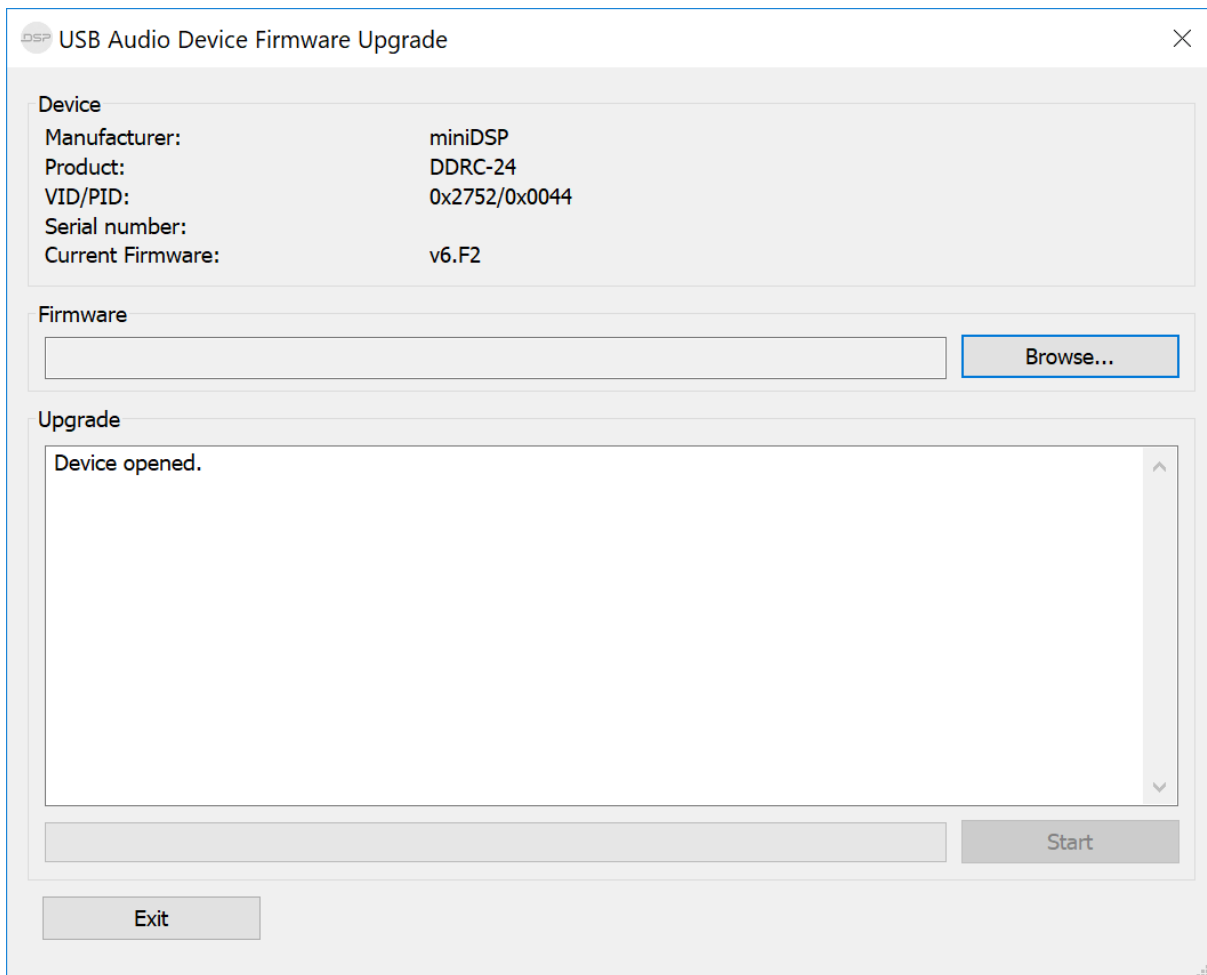 DSP USB Audio Device Firmware Upgrade
Device
Manufacturer: miniDSP
Product: DDRC-24
VID/PID: 0x2752/0x0044
Serial number:
Current Firmware: v6.F2
Firmware
Browse...
Upgrade
Device opened.
Start
Exit